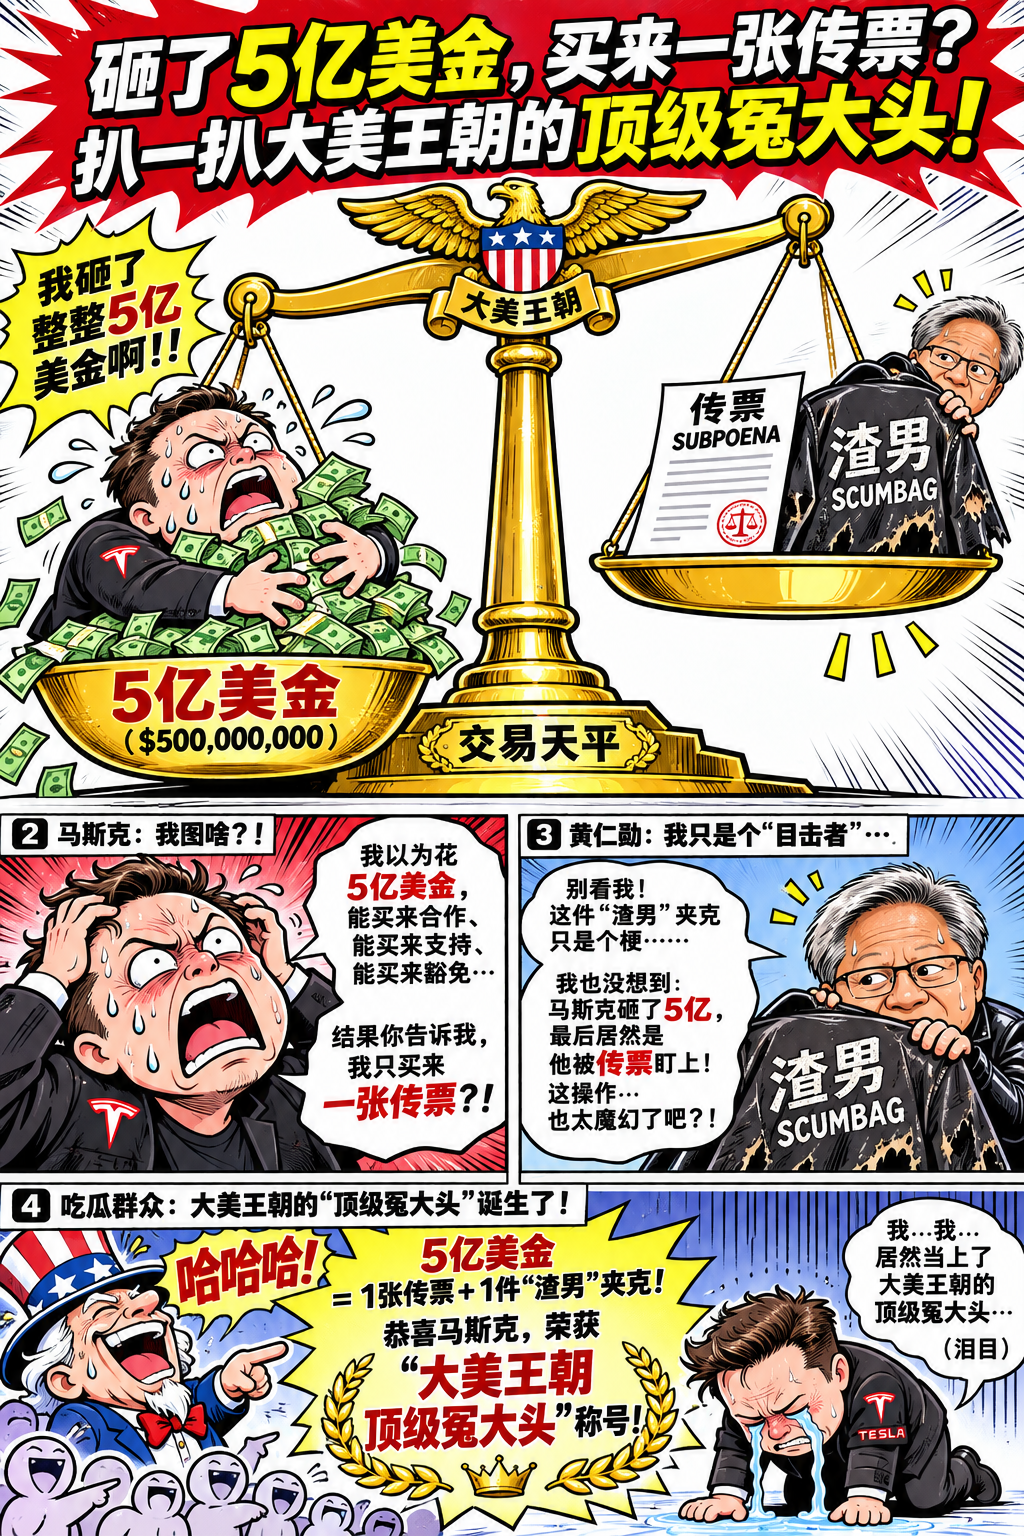 砸了5亿美金，买来一张传票？
扒一扒大美王朝的顶级冤大头！
我砸了
整整5亿
美金啊！！
大美王朝
传票
SUBPOENA
渣男
SCUMBAG
5亿美金
（$500,000,000）
交易天平
2 马斯克：我图啥？！
我以为花
5亿美金，
能买来合作、
能买来支持、
能买来豁免…
结果你告诉我，
我只买来
一张传票？！
3 黄仁勋：我只是个“目击者”…
别看我！
这件“渣男”夹克
只是个梗……
我也没想到：
马斯克砸了5亿，
最后居然是
他被传票盯上！
这操作…
也太魔幻了吧？！
渣男
SCUMBAG
4 吃瓜群众：大美王朝的“顶级冤大头”诞生了！
哈哈哈！
5亿美金
= 1张传票＋1件“渣男”夹克！
恭喜马斯克，荣获
“大美王朝
顶级冤大头”称号！
我…我…
居然当上了
大美王朝的
顶级冤大头…
（泪目）
TESLA